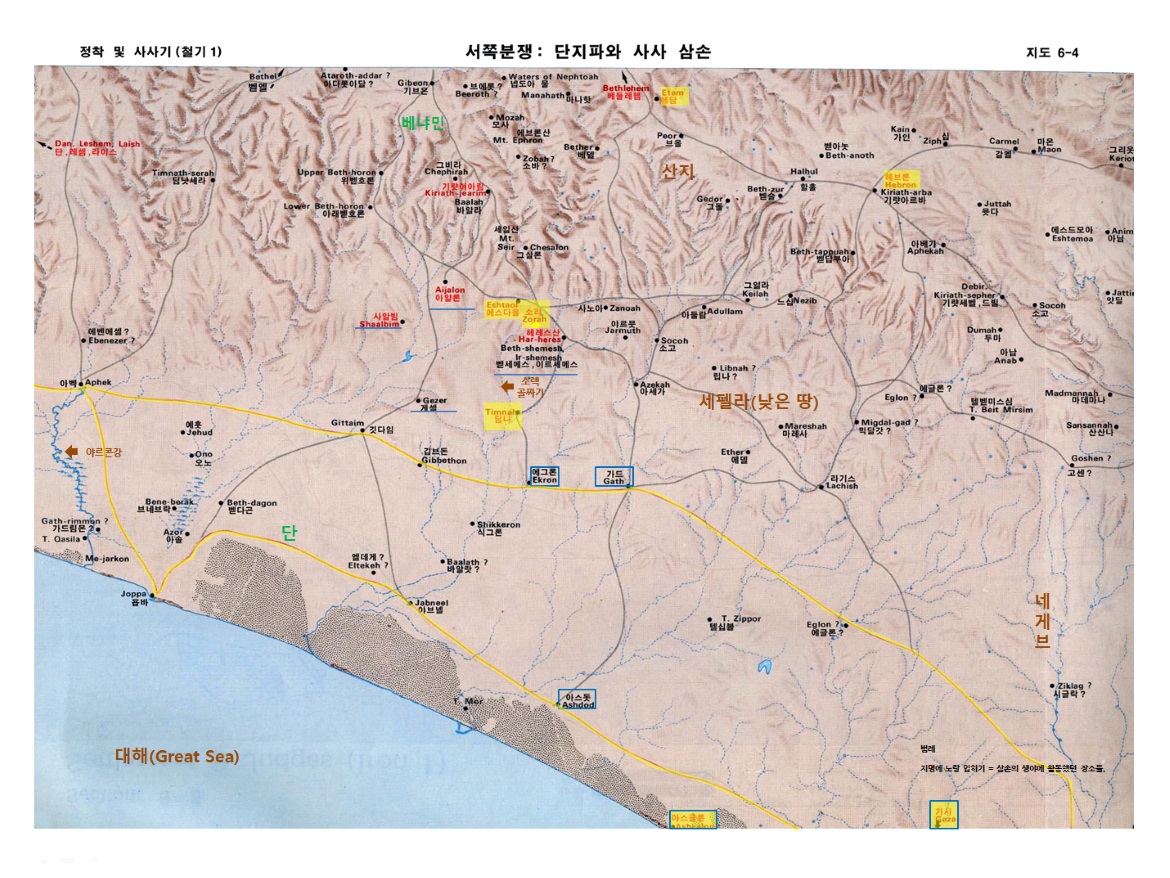 정착 및 사사기 (철기 1)
서쪽분쟁: 단지파와 사사 삼손
지도 6-4
Bethel
벧엘
Ataroth-addar ?
아다롯아달 ?
Gibeon
기브온
브에롯 ?
Beeroth ?
Waters of Nephtoah
넵도아 물
Manahath 마나핫
Bethlehem
베들레헴
Etam
에담
베냐민
Mozah
모사
에브론산
Mt. Ephron
Bether
베델
Zobah ?
소바 ?
Peor
브올
산지
Kain
가인
십
Ziph
Carmel
갈멜
마온
Maon
그리옷
Kerio
벧아놋
Beth-anoth
Dan, Leshem, Laish
단, 레셈, 라이스
Timnath-serah
딤낫세라
Upper Beth-horon
위벧호론
그비라
Chephirah
기럇여아림
Kiriath-jearim
Baalah
바알라
Lower Beth-horon
아래벧호론
Halhul
할훌
Beth-zur
벧술
Gedor
그돌
헤브론
Hebron
Kiriath-arba
기럇아르바
Juttah
윳다
에스드모아
Eshtemoa
Anim
아님
세일산
Mt.
Seir
Chesalon
그살론
Beth-tappuah
벧답부아
아베가
Aphekah
Aijalon
아얄론
Eshtaol
에스다올
소라
Zorah
사노아 Zanoah
그일라
Keilah
느십 Nezib
아둘람 Adullam
Debir,
Kiriath-sepher
기럇세벨, 드빌
Socoh
소고
Jatti
얏딜
사알빔
Shaalbim
헤레스산
Har-heres
야르뭇
Jarmuth
Socoh
소고
Dumah
두마
아납
Anab
에벤에셀 ?
Ebenezer ?
Beth-shemesh,
Ir-shemesh
벧세메스, 이르세메스
Libnah ?
립나 ?
아벡 Aphek
소렉
골짜기
Azekah
아세가
세펠라(낮은 땅)
에글론 ?
Eglon ?
텔벧미스심
T. Beit Mirsim
Madmannah
마데마나
Gezer
게셀
Timnah
딤나
Gittaim 깃다임
Mareshah
마레사
Migdal-gad ?
믹달갓 ?
Sansannah
산산나
에훗
Jehud
야르콘강
Ono
오노
깁브돈
Gibbethon
Ether
에델
Goshen ?
고센 ?
에그론
Ekron
가드
Gath
라기스
Lachish
Bene-berak
브네브락
Beth-dagon
벧다곤
Gath-rimmon ?
가드림몬 ?
T. Qasila
Azor
아솔
Shikkeron
식그론
단
Me-jarkon
엘데게 ?
Eltekeh ?
Baalath ?
바알랏 ?
Joppa
욥바
Jabneel
야브넬
네
게
브
T. Zippor
텔십볼
Eglon ?
에글론 ?
Ziklag ?
시글락 ?
아스돗
Ashdod
T. Mor
대해(Great Sea)
범례
지명에 노랑 입히기 = 삼손의 생애에 활동했던 장소들.
아스글론
Ashkelon
가사
Gaza